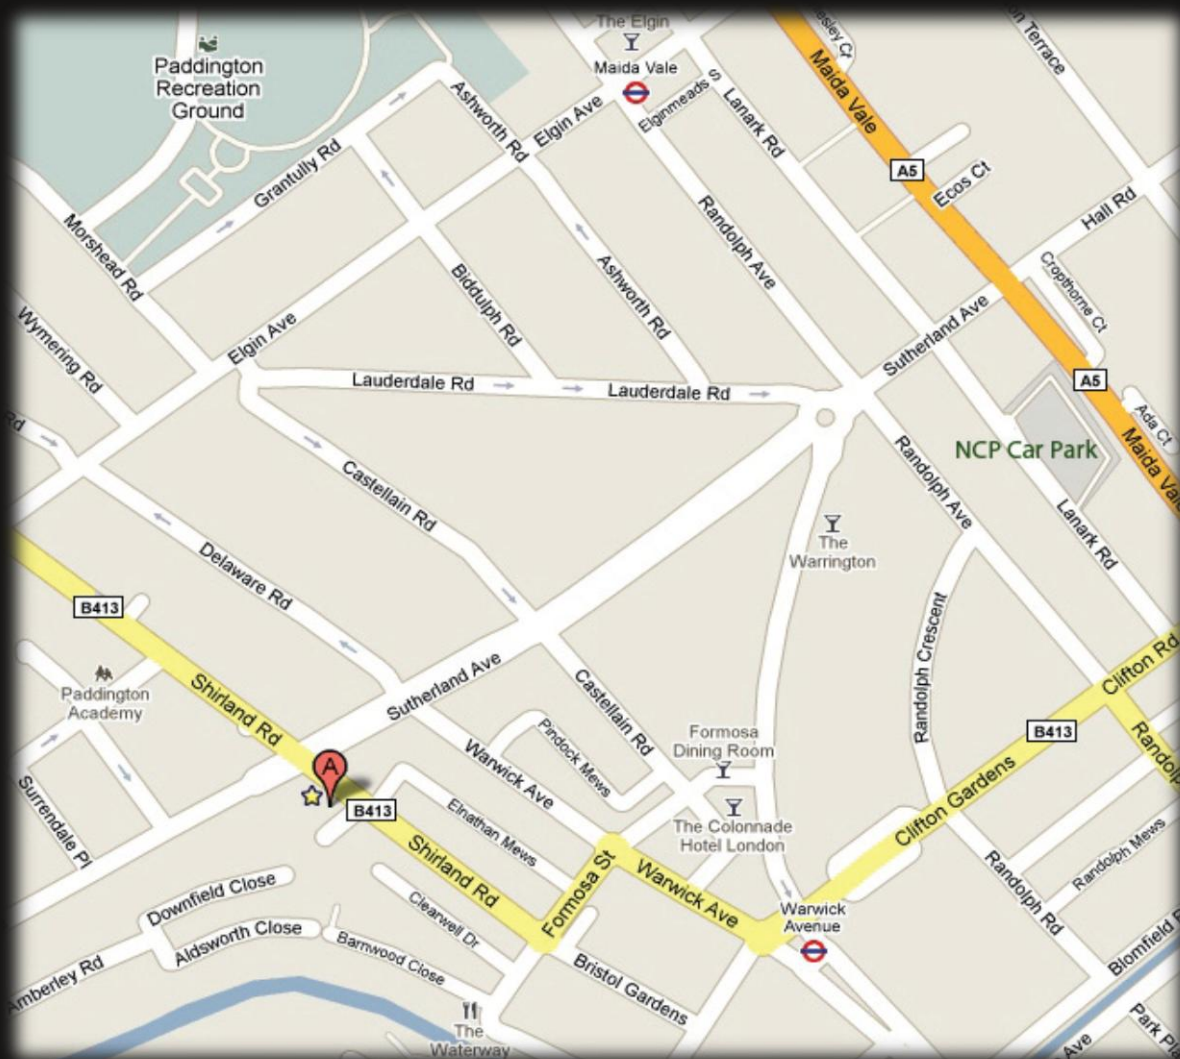 The Elgin
Maida Vale
Paddington
Recreation
Ground
Ashworth Rd
Elgin Ave
Elginmeads
S
Lanark Rd
Maida Vale
A5
Ecos Ct
Terrace
Hall Rd
Grantully Rd
Morshead Rd
Randolph Ave
Cropthorne Ct
Biddulph Rd
Ashworth Rd
Wymering Rd
Elgin Ave
Sutherland Ave
Lauderdale Rd
Lauderdale Rd
A5
Ada Ct
Rd
NCP Car Park
Maida Vale
Castellain Rd
Randolph Ave
Lanark Rd
The
Warrington
Delaware Rd
B413
Randolph Crescent
Clifton Rd
Paddington
Academy
Shirland Rd
Sutherland Ave
Castellain Rd
Pindock Mews
Formosa
Dining Room
B413
Warwick Ave
A
B413
Clifton Gardens
Surrendale Pl
Elnathan Mews
The Colonnade
Hotel London
Shirland Rd
Formosa St
Warwick Ave
Randolph Mews
Randolph Rd
Downfield Close
Clearwell Dr
Warwick
Avenue
Aldsworth Close
Barnwood Close
Amberley Rd
Bristol Gardens
Blomfield
The
Waterway
Ave
Park